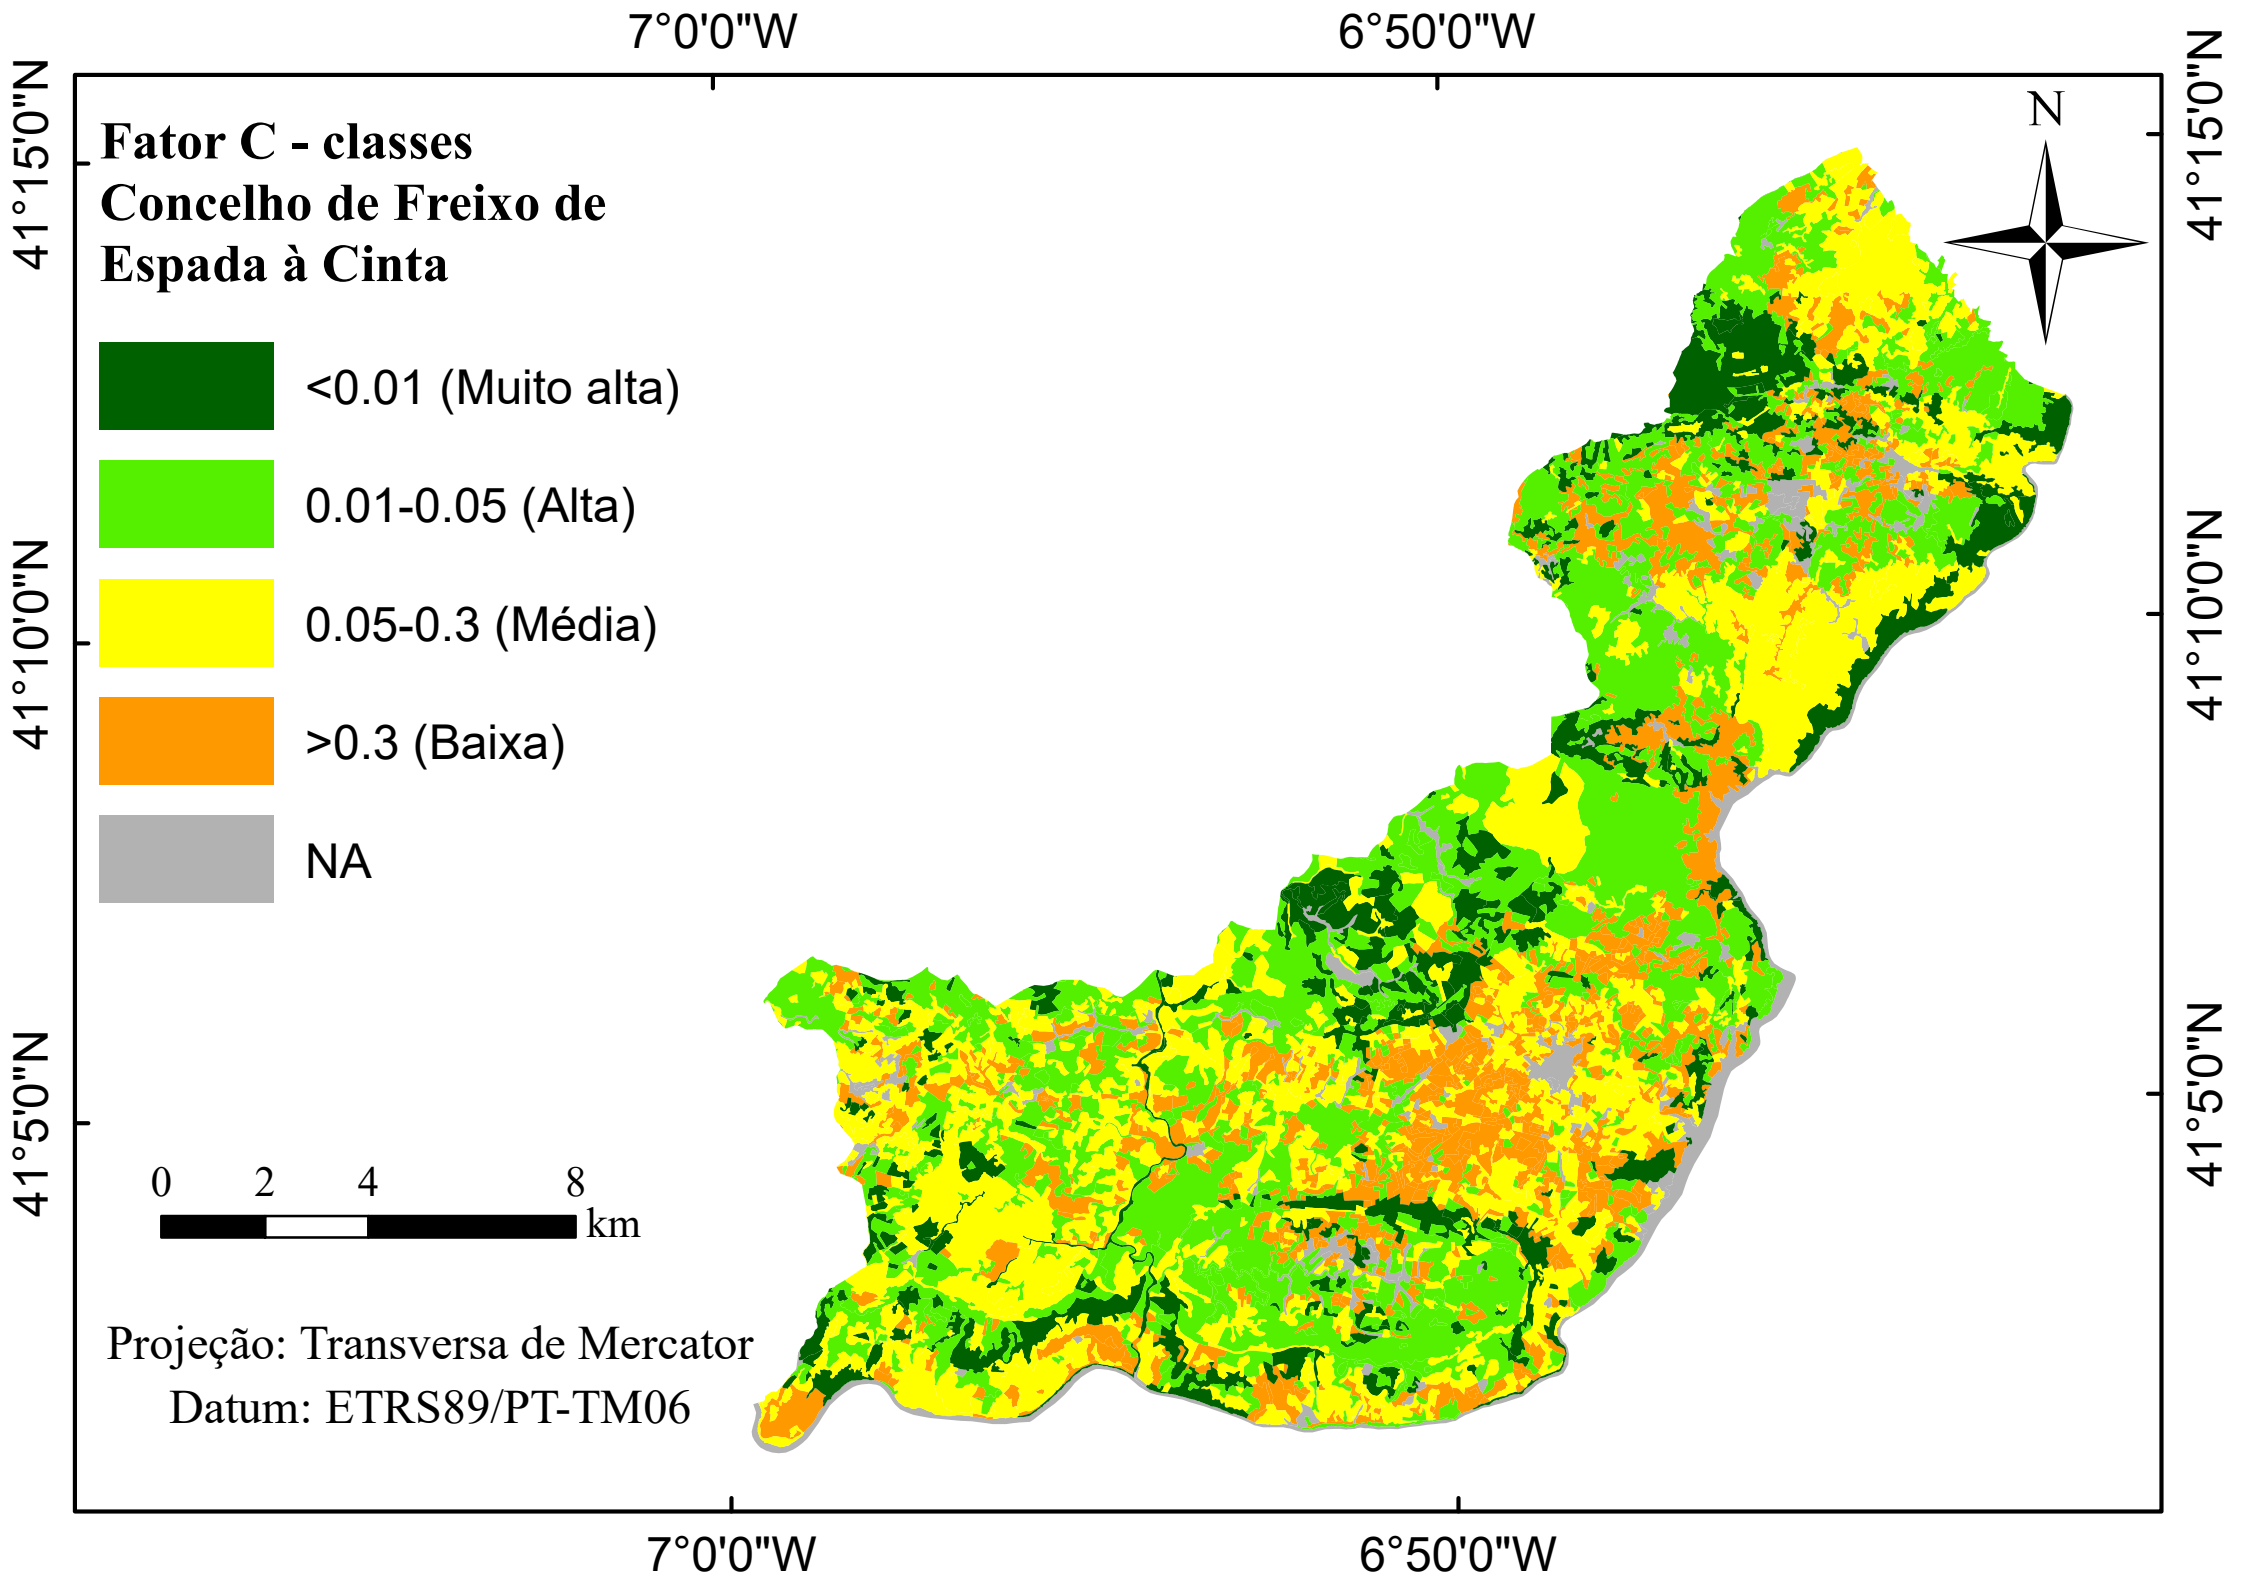 7°0'0"W
6°50'0"W
41°15'0"N
41°15'0"N
N
Fator C - classes
Concelho de Freixo de
Espada à Cinta
<0.01 (Muito alta)
0.01-0.05 (Alta)
0.05-0.3 (Média)
>0.3 (Baixa)
NA
41°10'0"N
41°10'0"N
41°5'0"N
41°5'0"N
0 2 4 8
km
Projeção: Transversa de Mercator
Datum: ETRS89/PT-TM06
7°0'0"W
6°50'0"W